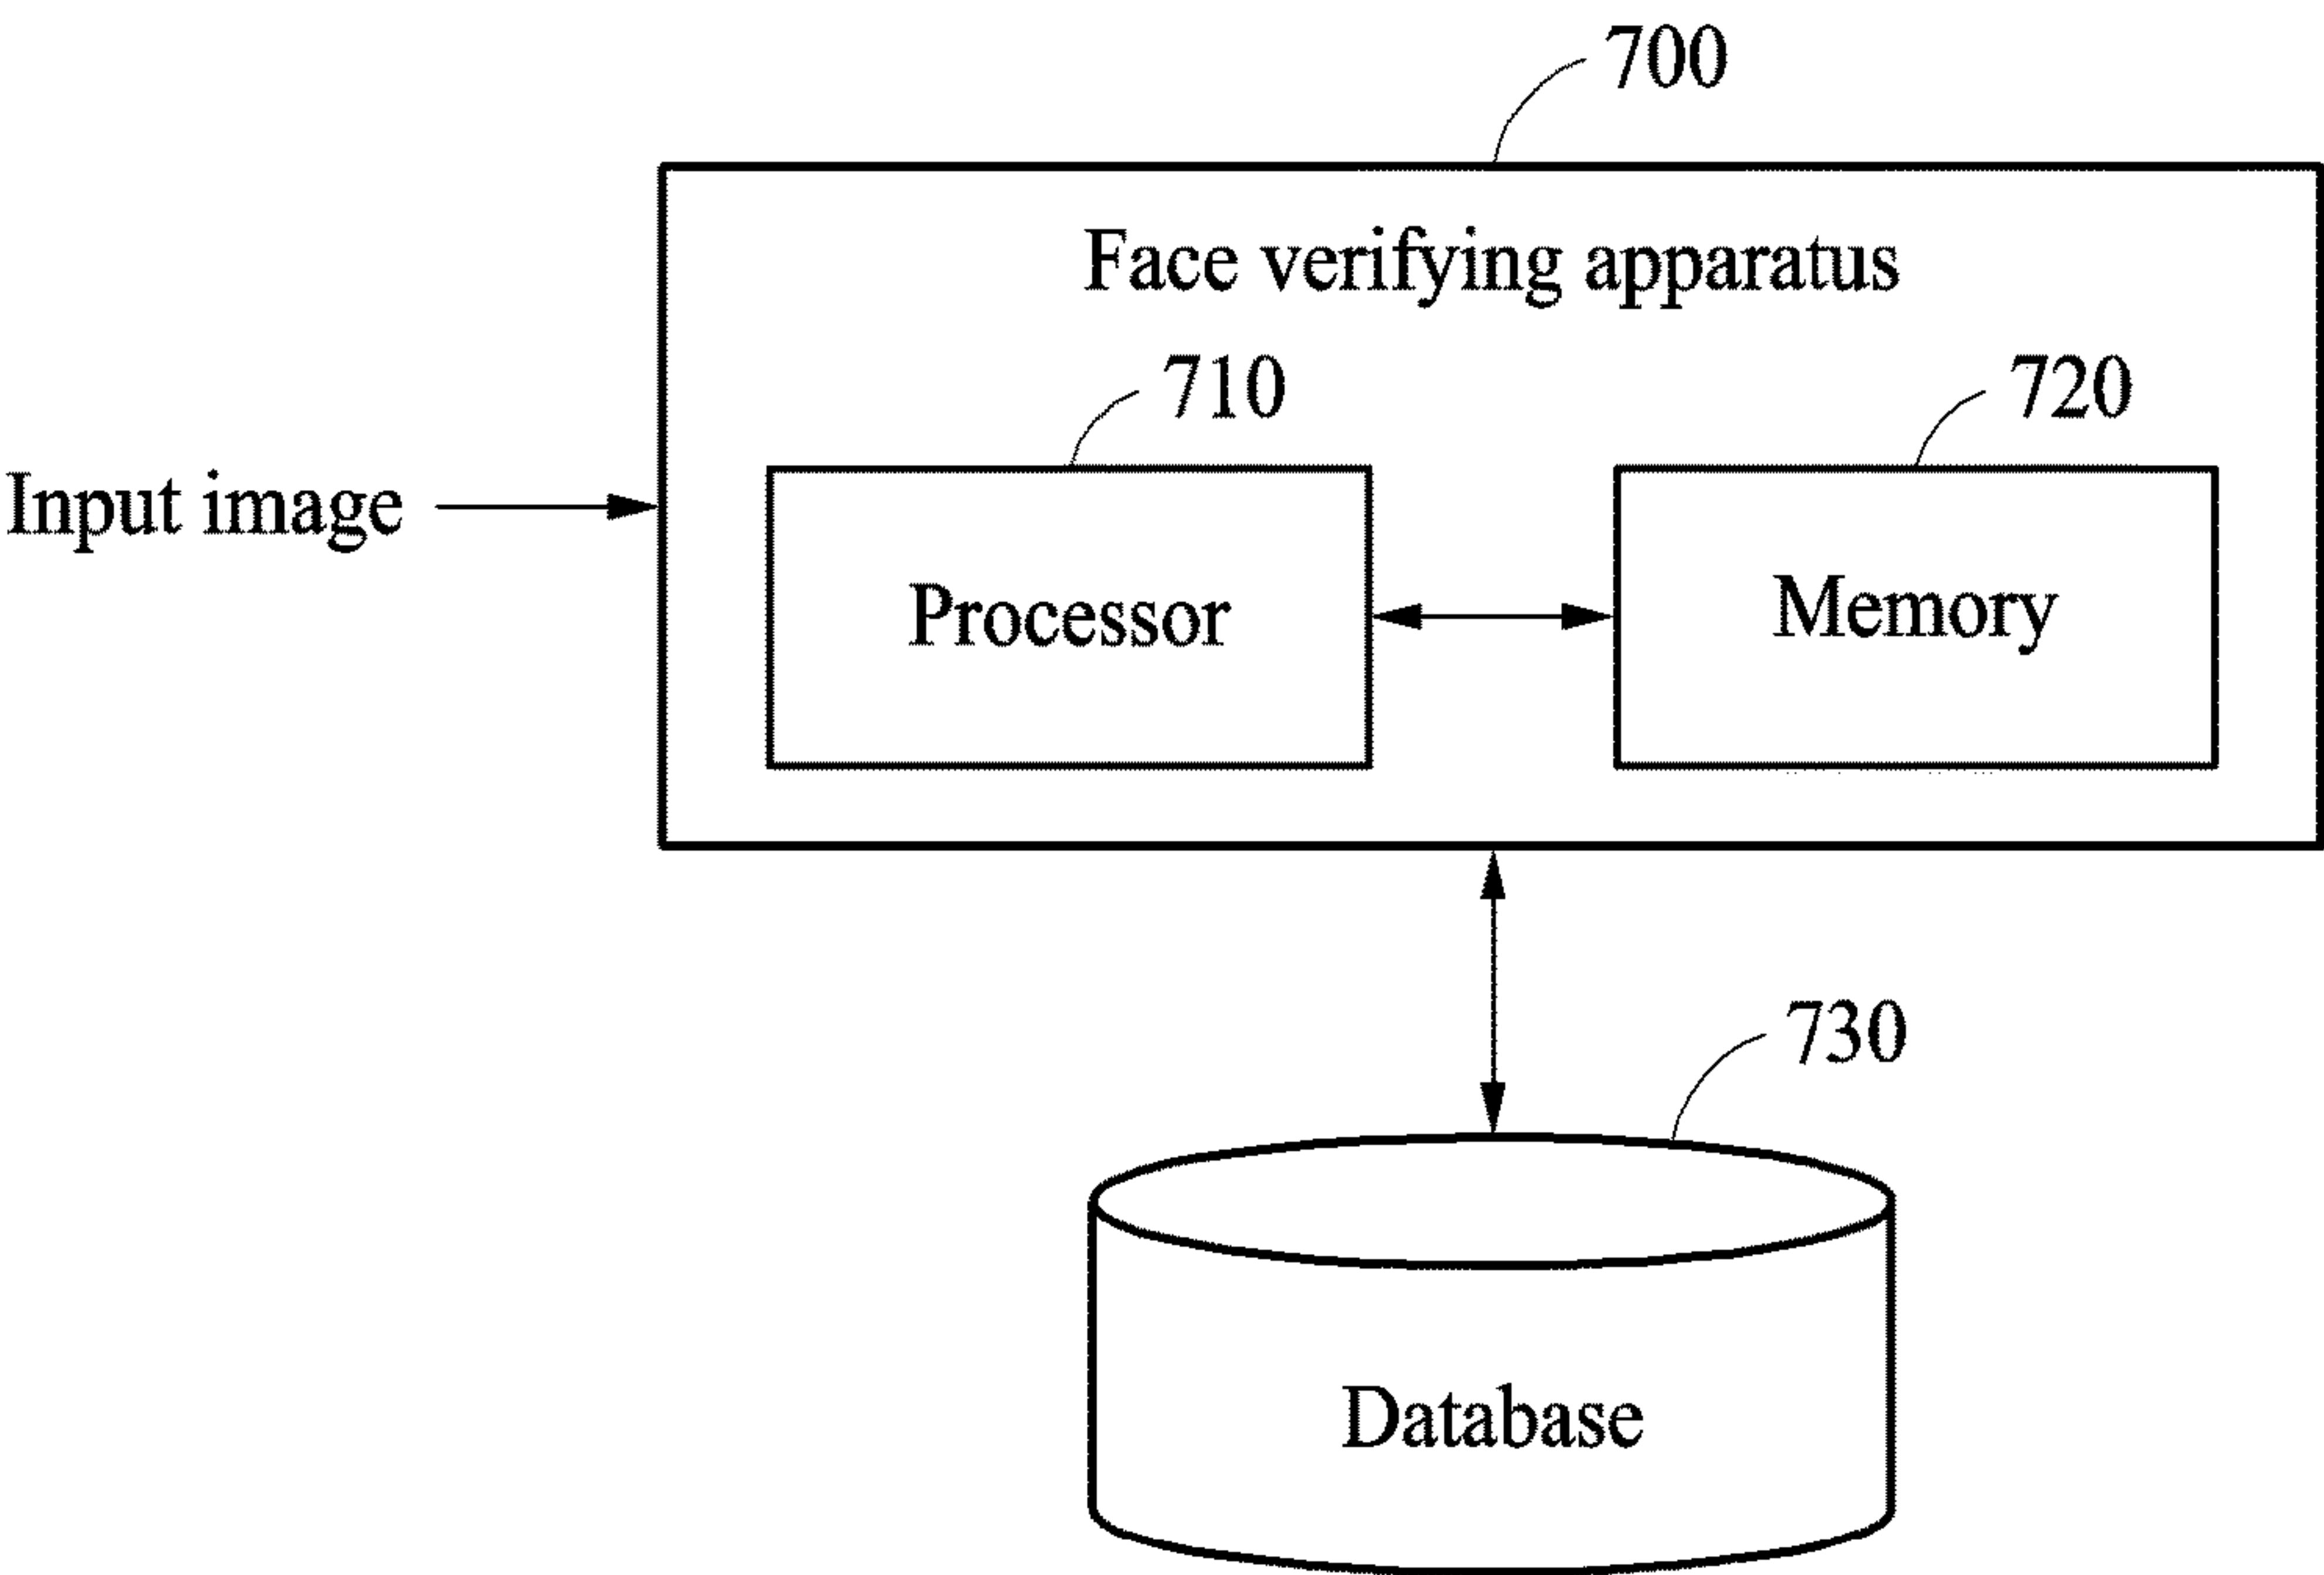 700
Face verifying apparatus
710
720
Input image
Processor
Memory
730
Database